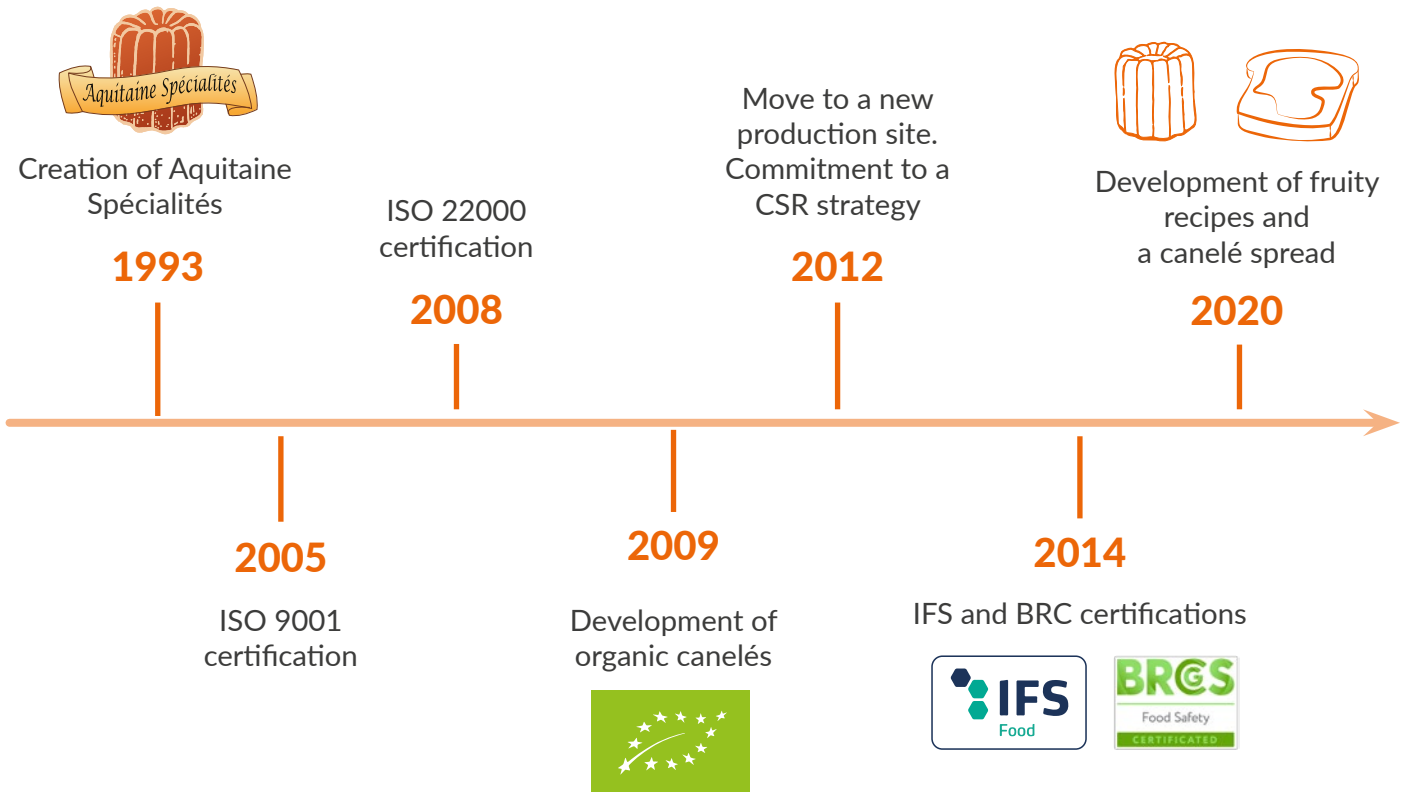 Aquitaine Spécialités
Creation of Aquitaine
Spécialités
1993
ISO 22000
certification
2008
Move to a new
production site.
Commitment to a
CSR strategy
2012
Development of fruity
recipes and
a canelé spread
2020
2005
ISO 9001
certification
2009
Development of
organic canelés
2014
IFS and BRC certifications
IFS
Food
BRCGS
Food Safety
CERTIFICATED